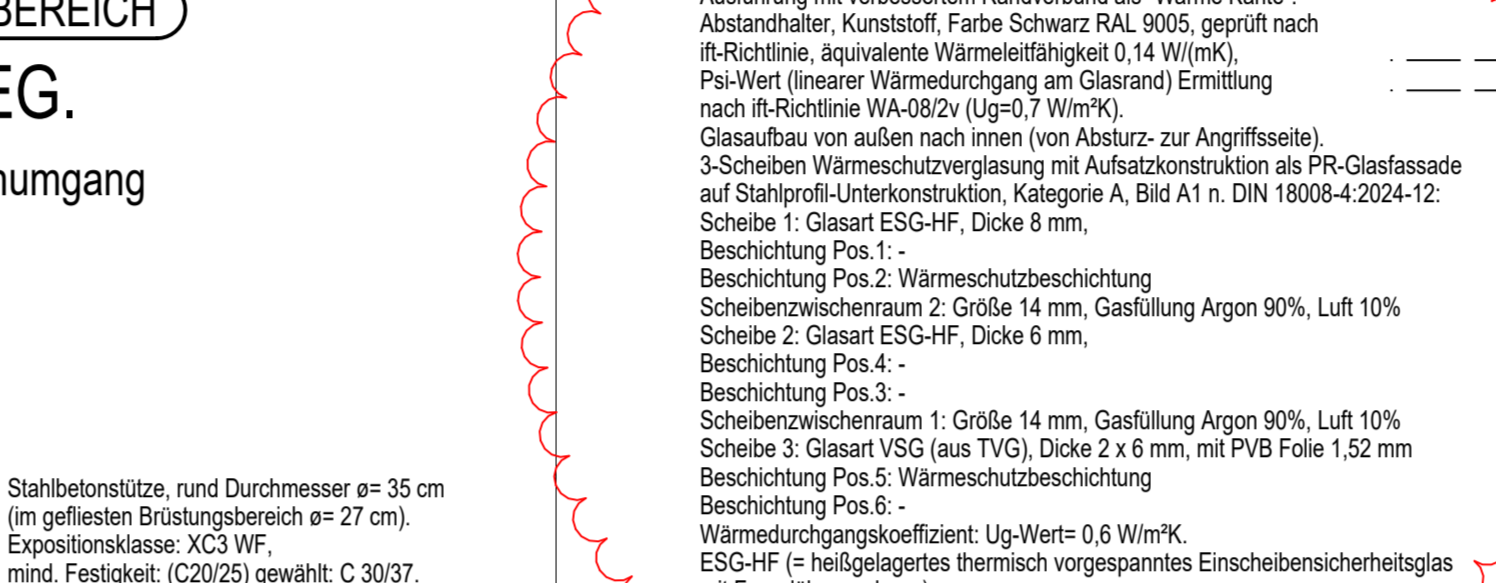 BEREICH
EG.
numgang
Stahlbetonstütze, rund Durchmesser ø= 35 cm
(im gefliesten Brüstungsbereich ø= 27 cm).
Expositionsklasse: XC3 WF,
mind. Festigkeit: (C20/25) gewählt: C 30/37.
Ausführung mit verbessertem Randverbund als "Warme Kante".
Abstandhalter, Kunststoff, Farbe Schwarz RAL 9005, geprüft nach
ift-Richtlinie, äquivalente Wärmeleitfähigkeit 0,14 W/(mK),
Psi-Wert (linearer Wärmedurchgang am Glasrand) Ermittlung
nach ift-Richtlinie WA-08/2v (Ug=0,7 W/m²K).
Glasaufbau von außen nach innen (von Absturz- zur Angriffsseite).
3-Scheiben Wärmeschutzverglasung mit Aufsatzkonstruktion als PR-Glasfassade
auf Stahlprofil-Unterkonstruktion, Kategorie A, Bild A1 n. DIN 18008-4:2024-12:
Scheibe 1: Glasart ESG-HF, Dicke 8 mm,
Beschichtung Pos.1: -
Beschichtung Pos.2: Wärmeschutzbeschichtung
Scheibenzwischenraum 2: Größe 14 mm, Gasfüllung Argon 90%, Luft 10%
Scheibe 2: Glasart ESG-HF, Dicke 6 mm,
Beschichtung Pos.4: -
Beschichtung Pos.3: -
Scheibenzwischenraum 1: Größe 14 mm, Gasfüllung Argon 90%, Luft 10%
Scheibe 3: Glasart VSG (aus TVG), Dicke 2 x 6 mm, mit PVB Folie 1,52 mm
Beschichtung Pos.5: Wärmeschutzbeschichtung
Beschichtung Pos.6: -
Wärmedurchgangskoeffizient: Ug-Wert= 0,6 W/m²K.
ESG-HF (= heißgelagertes thermisch vorgespanntes Einscheibensicherheitsglas